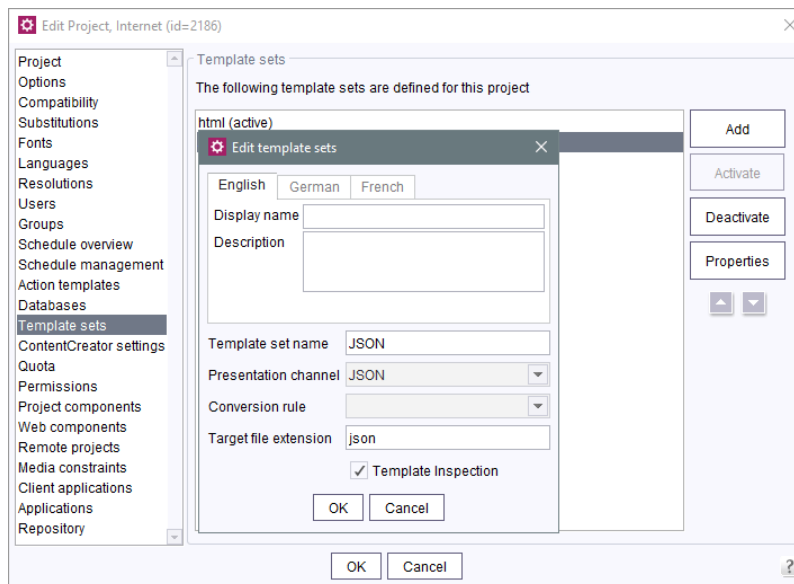 Edit Project, Internet (id=2186)
Project
Options
Compatibility
Substitutions
Fonts
Languages
Resolutions
Users
Groups
Schedule overview
Schedule management
Action templates
Databases
Template sets
ContentCreator settings
Quota
Permissions
Project components
Web components
Remote projects
Media constraints
Client applications
Applications
Repository
Template sets
The following template sets are defined for this project
html (active)
Add
Activate
Deactivate
Properties
Edit template sets
English German French
Display name
Description
Template set name JSON
Presentation channel JSON
Conversion rule
Target file extension json
Template Inspection
OK Cancel
OK Cancel
?